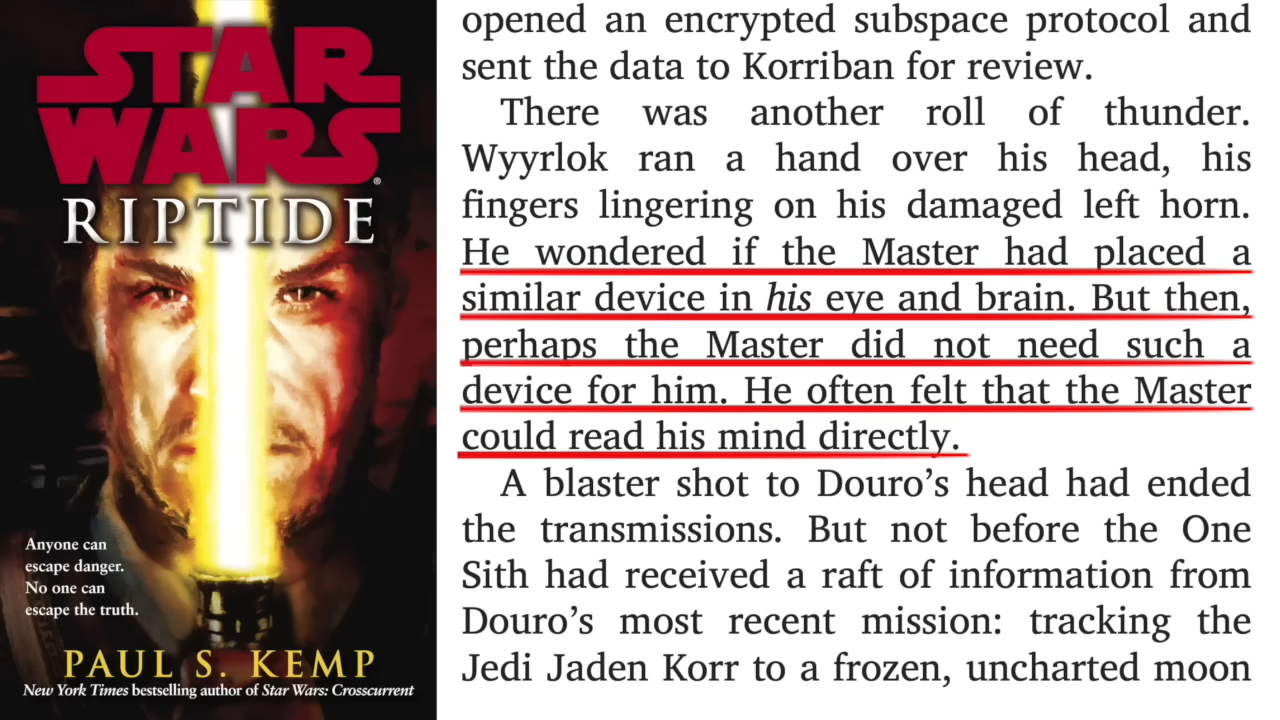 STAR
WARS®
RIPTIDE
Anyone can
escape danger.
No one can
escape the truth.
PAUL S. KEMP
New York Times bestselling author of Star Wars: Crosscurrent
opened an encrypted subspace protocol and
sent the data to Korriban for review.
There was another roll of thunder.
Wyyrlok ran a hand over his head, his
fingers lingering on his damaged left horn.
He wondered if the Master had placed a
similar device in his eye and brain. But then,
perhaps the Master did not need such a
device for him. He often felt that the Master
could read his mind directly.
A blaster shot to Douro’s head had ended
the transmissions. But not before the One
Sith had received a raft of information from
Douro’s most recent mission: tracking the
Jedi Jaden Korr to a frozen, uncharted moon